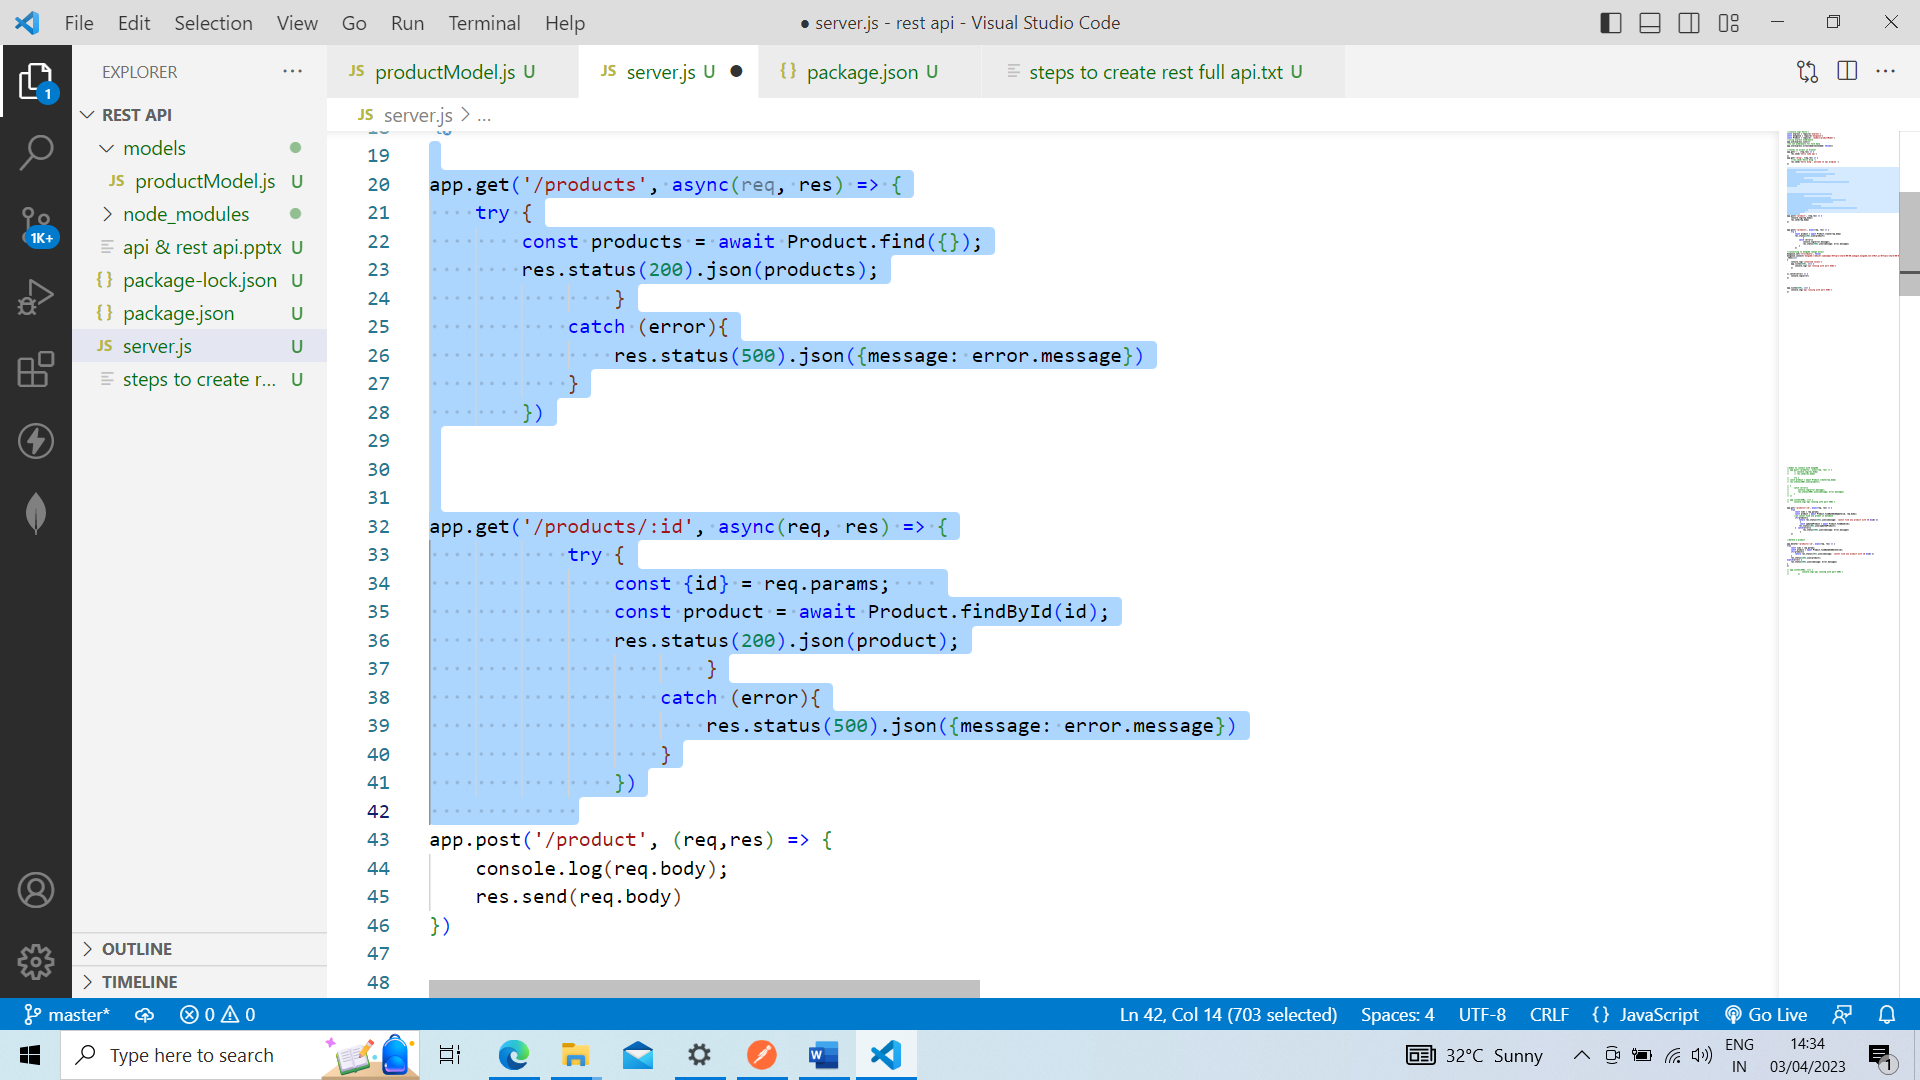 File Edit Selection View Go Run Terminal Help
● server.js - rest api - Visual Studio Code
EXPLORER
JS productModel.js U
JS server.js U
{} package.json U
steps to create rest full api.txt U
1
JS server.js > ...
REST API
models
JS productModel.js U
node_modules
api & rest api.pptx U
{} package-lock.json U
{} package.json U
JS server.js U
steps to create r... U
1K+
OUTLINE
TIMELINE
19
20 app.get('/products', async(req, res) => {
21 try {
22 const products = await Product.find({});
23 res.status(200).json(products);
24 }
25 catch (error){
26 res.status(500).json({message: error.message})
27 }
28 })
29
30
31
32 app.get('/products/:id', async(req, res) => {
33 try {
34 const {id} = req.params;
35 const product = await Product.findById(id);
36 res.status(200).json(product);
37 }
38 catch (error){
39 res.status(500).json({message: error.message})
40 }
41 })
42
43 app.post('/product', (req,res) => {
44 console.log(req.body);
45 res.send(req.body)
46 })
47
48
master* 0 0 Ln 42, Col 14 (703 selected) Spaces: 4 UTF-8 CRLF {} JavaScript Go Live
Type here to search
32°C Sunny
ENG
IN
14:34
03/04/2023
1